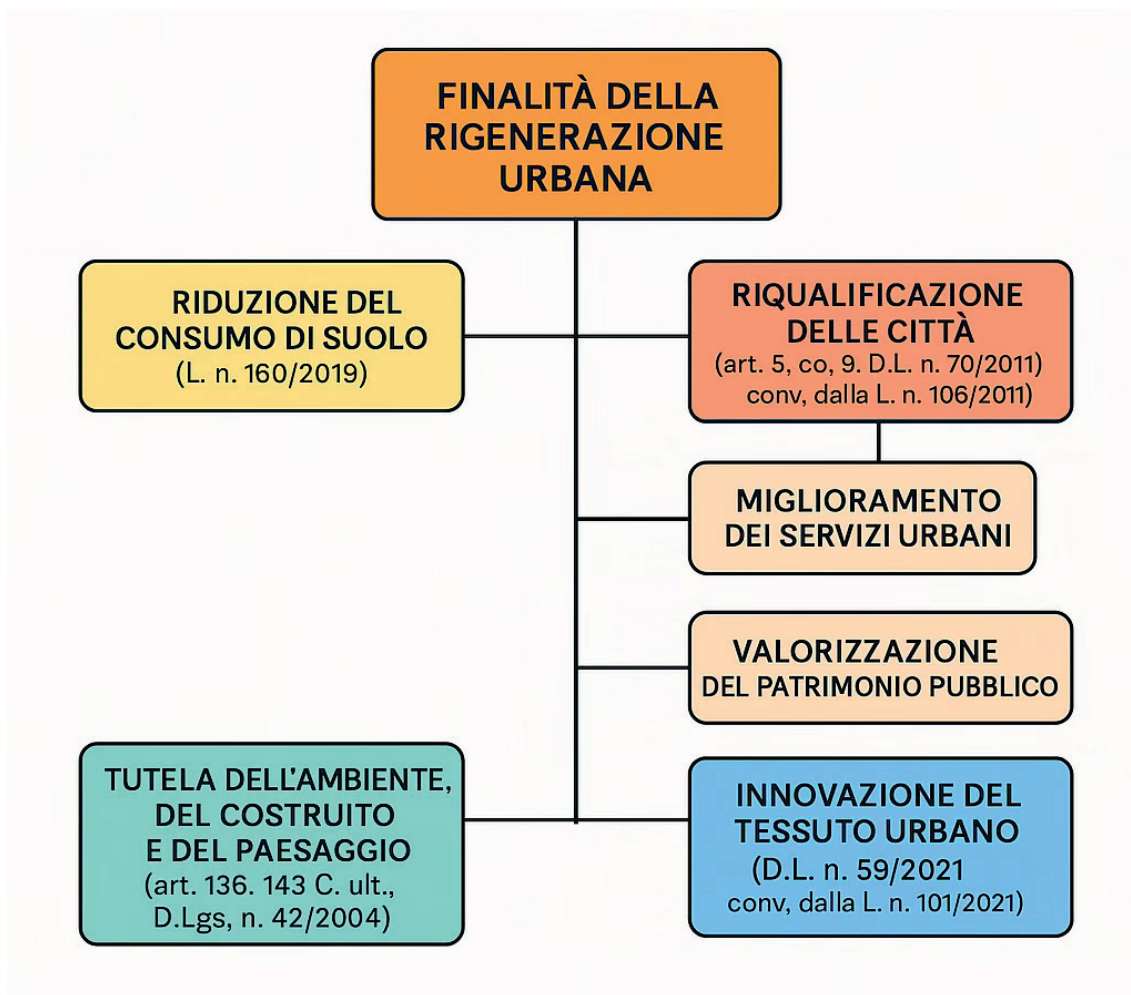 FINALITÀ DELLA
RIGENERAZIONE
URBANA
RIDUZIONE DEL
CONSUMO DI SUOLO
(L. n. 160/2019)
RIQUALIFICAZIONE
DELLE CITTÀ
(art. 5, co, 9. D.L. n. 70/2011)
conv, dalla L. n. 106/2011)
MIGLIORAMENTO
DEI SERVIZI URBANI
VALORIZZAZIONE
DEL PATRIMONIO PUBBLICO
TUTELA DELL'AMBIENTE,
DEL COSTRUITO
E DEL PAESAGGIO
(art. 136. 143 C. ult.,
D.Lgs, n. 42/2004)
INNOVAZIONE DEL
TESSUTO URBANO
(D.L. n. 59/2021
conv, dalla L. n. 101/2021)